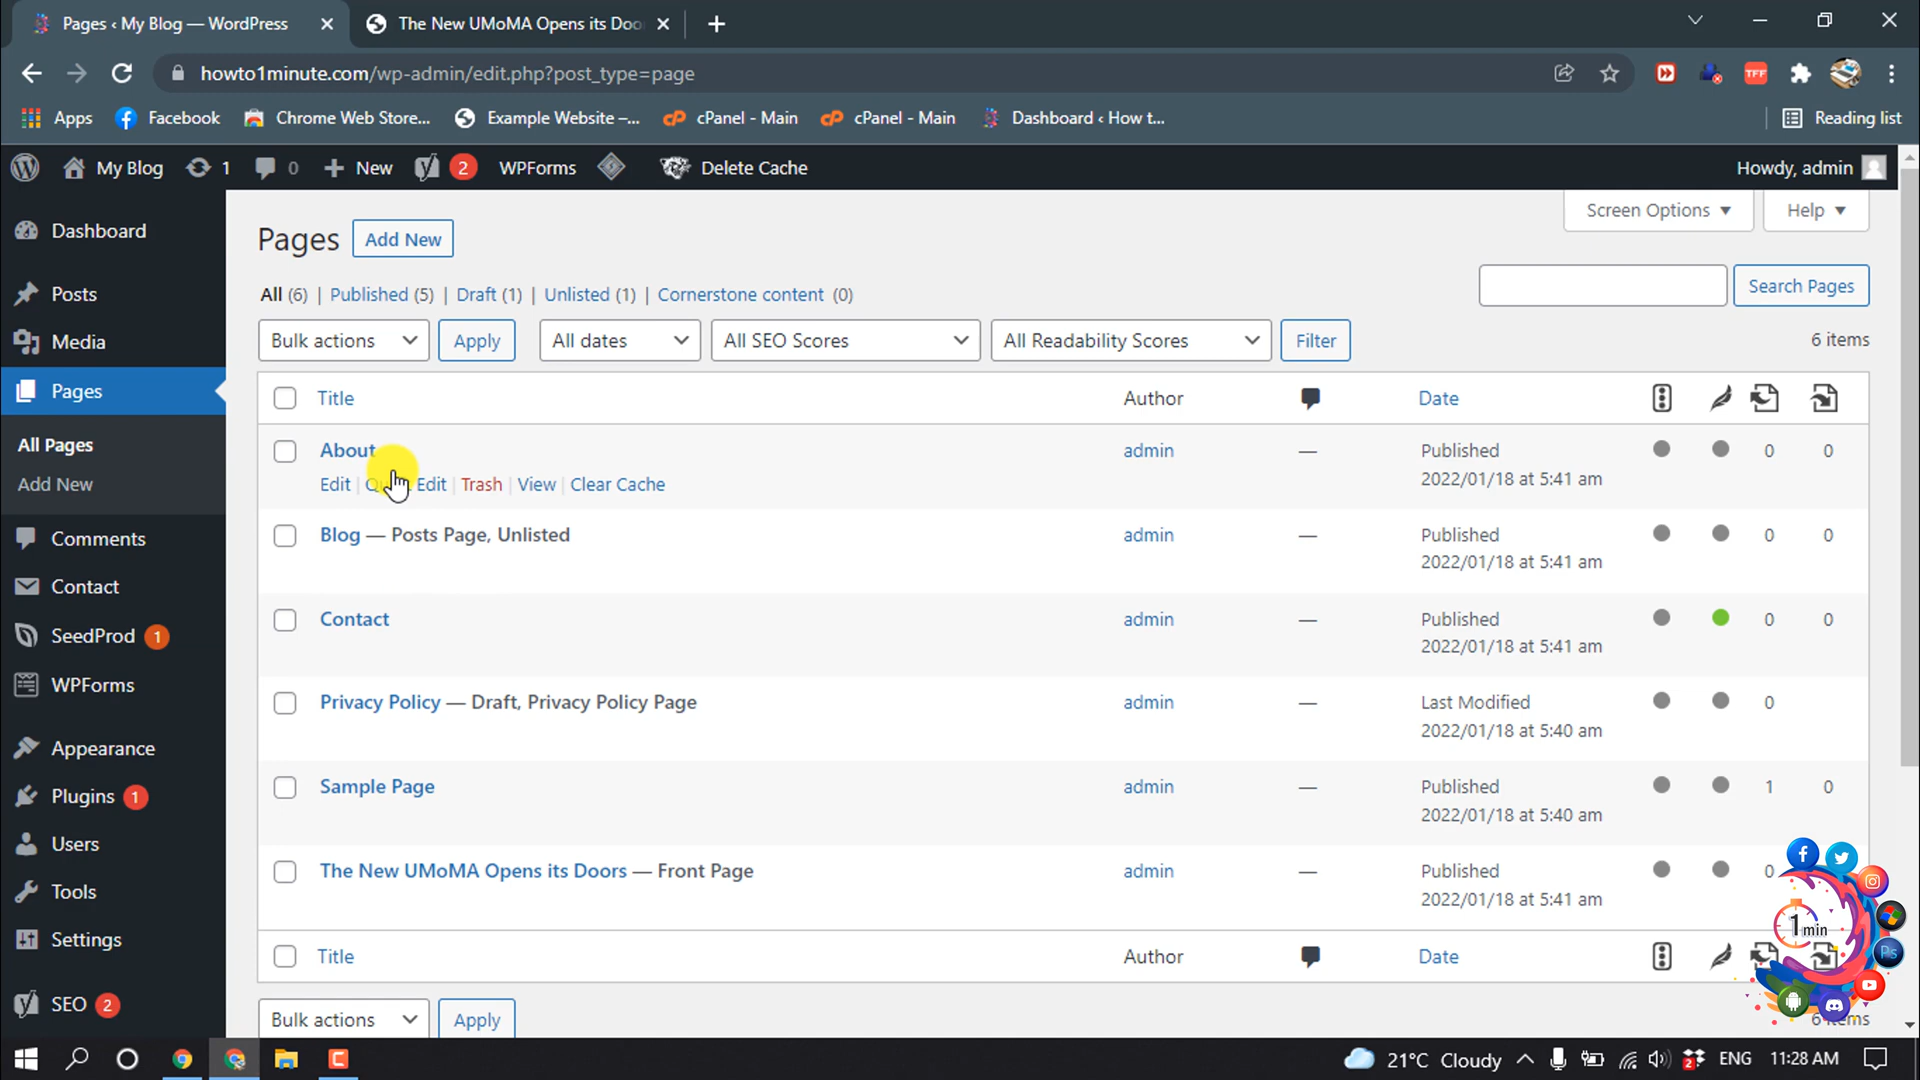 Pages ‹ My Blog — WordPress
The New UMoMA Opens its Doo
howto1minute.com/wp-admin/edit.php?post_type=page
TFF
Apps Facebook Chrome Web Store... Example Website –... cPanel - Main cPanel - Main Dashboard ‹ How t... Reading list
My Blog 1 0 New 2 WPForms Delete Cache Howdy, admin
Screen Options Help
Dashboard
Posts
Media
Pages
All Pages
Add New
Comments
Contact
SeedProd 1
WPForms
Appearance
Plugins 1
Users
Tools
Settings
SEO 2
Pages Add New
All (6) | Published (5) | Draft (1) | Unlisted (1) | Cornerstone content (0)
Search Pages
Bulk actions Apply All dates All SEO Scores All Readability Scores Filter 6 items
Title Author Date
About admin — Published 0 0
2022/01/18 at 5:41 am
Edit | Edit | Trash | View | Clear Cache
Blog — Posts Page, Unlisted admin — Published 0 0
2022/01/18 at 5:41 am
Contact admin — Published 0 0
2022/01/18 at 5:41 am
Privacy Policy — Draft, Privacy Policy Page admin — Last Modified 0
2022/01/18 at 5:40 am
Sample Page admin — Published 1 0
2022/01/18 at 5:40 am
The New UMoMA Opens its Doors — Front Page admin — Published 0
2022/01/18 at 5:41 am
Title Author Date
Bulk actions Apply
1min
Ps
21°C Cloudy 2 ENG 11:28 AM